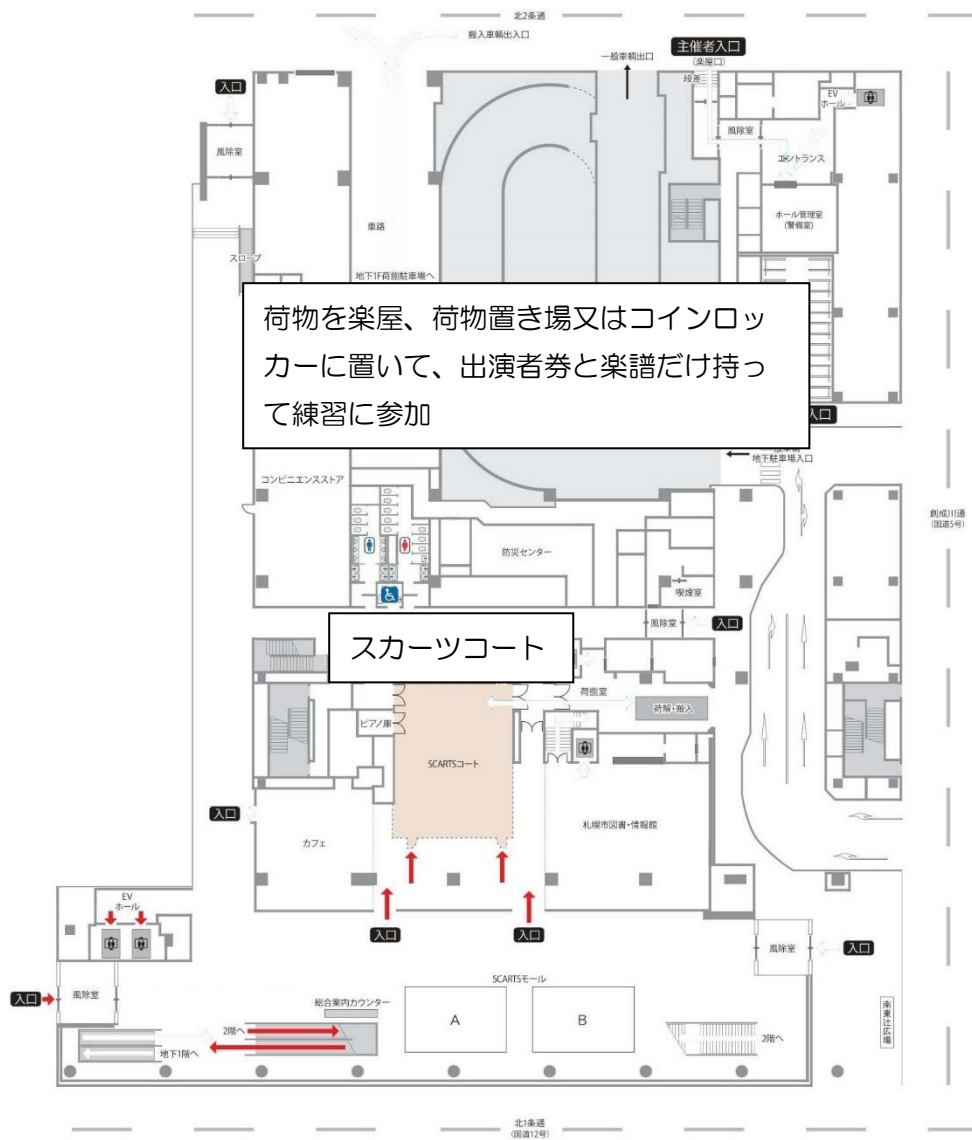 北2条通
搬入車輌出入口
一般車輌出口
主催者入口
(楽屋口)
段差
入口
EV
ホール
風除室
風除室
エントランス
ホール管理室
(警備室)
車路
スロープ
地下1F荷捌駐車場へ
荷物を楽屋、荷物置き場又はコインロッ
カーに置いて、出演者券と楽譜だけ持っ
て練習に参加
入口
地下駐車場入口
コンビニエンスストア
創成川通
(国道5号)
防災センター
喫煙室
風除室
入口
スカーツコート
荷捌室
荷解・搬入
ピアノ庫
SCARTSコート
入口
カフェ
札幌市図書・情報館
EV
ホール
入口
入口
風除室
入口
SCARTSモール
入口
風除室
総合案内カウンター
2階へ
地下1階へ
A
B
2階へ
南東辻広場
北1条通
(国道12号)